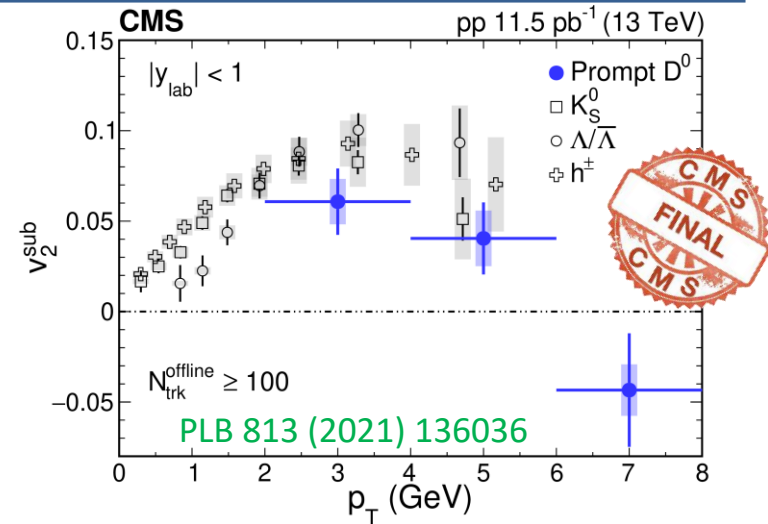 CMS
pp 11.5 pb⁻¹ (13 TeV)
|y_lab| < 1
Prompt D⁰
K⁰_S
Λ/Λ̅
h±
v₂^sub
0.15
0.1
0.05
0
−0.05
N_trk^offline ≥ 100
PLB 813 (2021) 136036
0 1 2 3 4 5 6 7 8
p_T (GeV)
CMS
FINAL
CMS